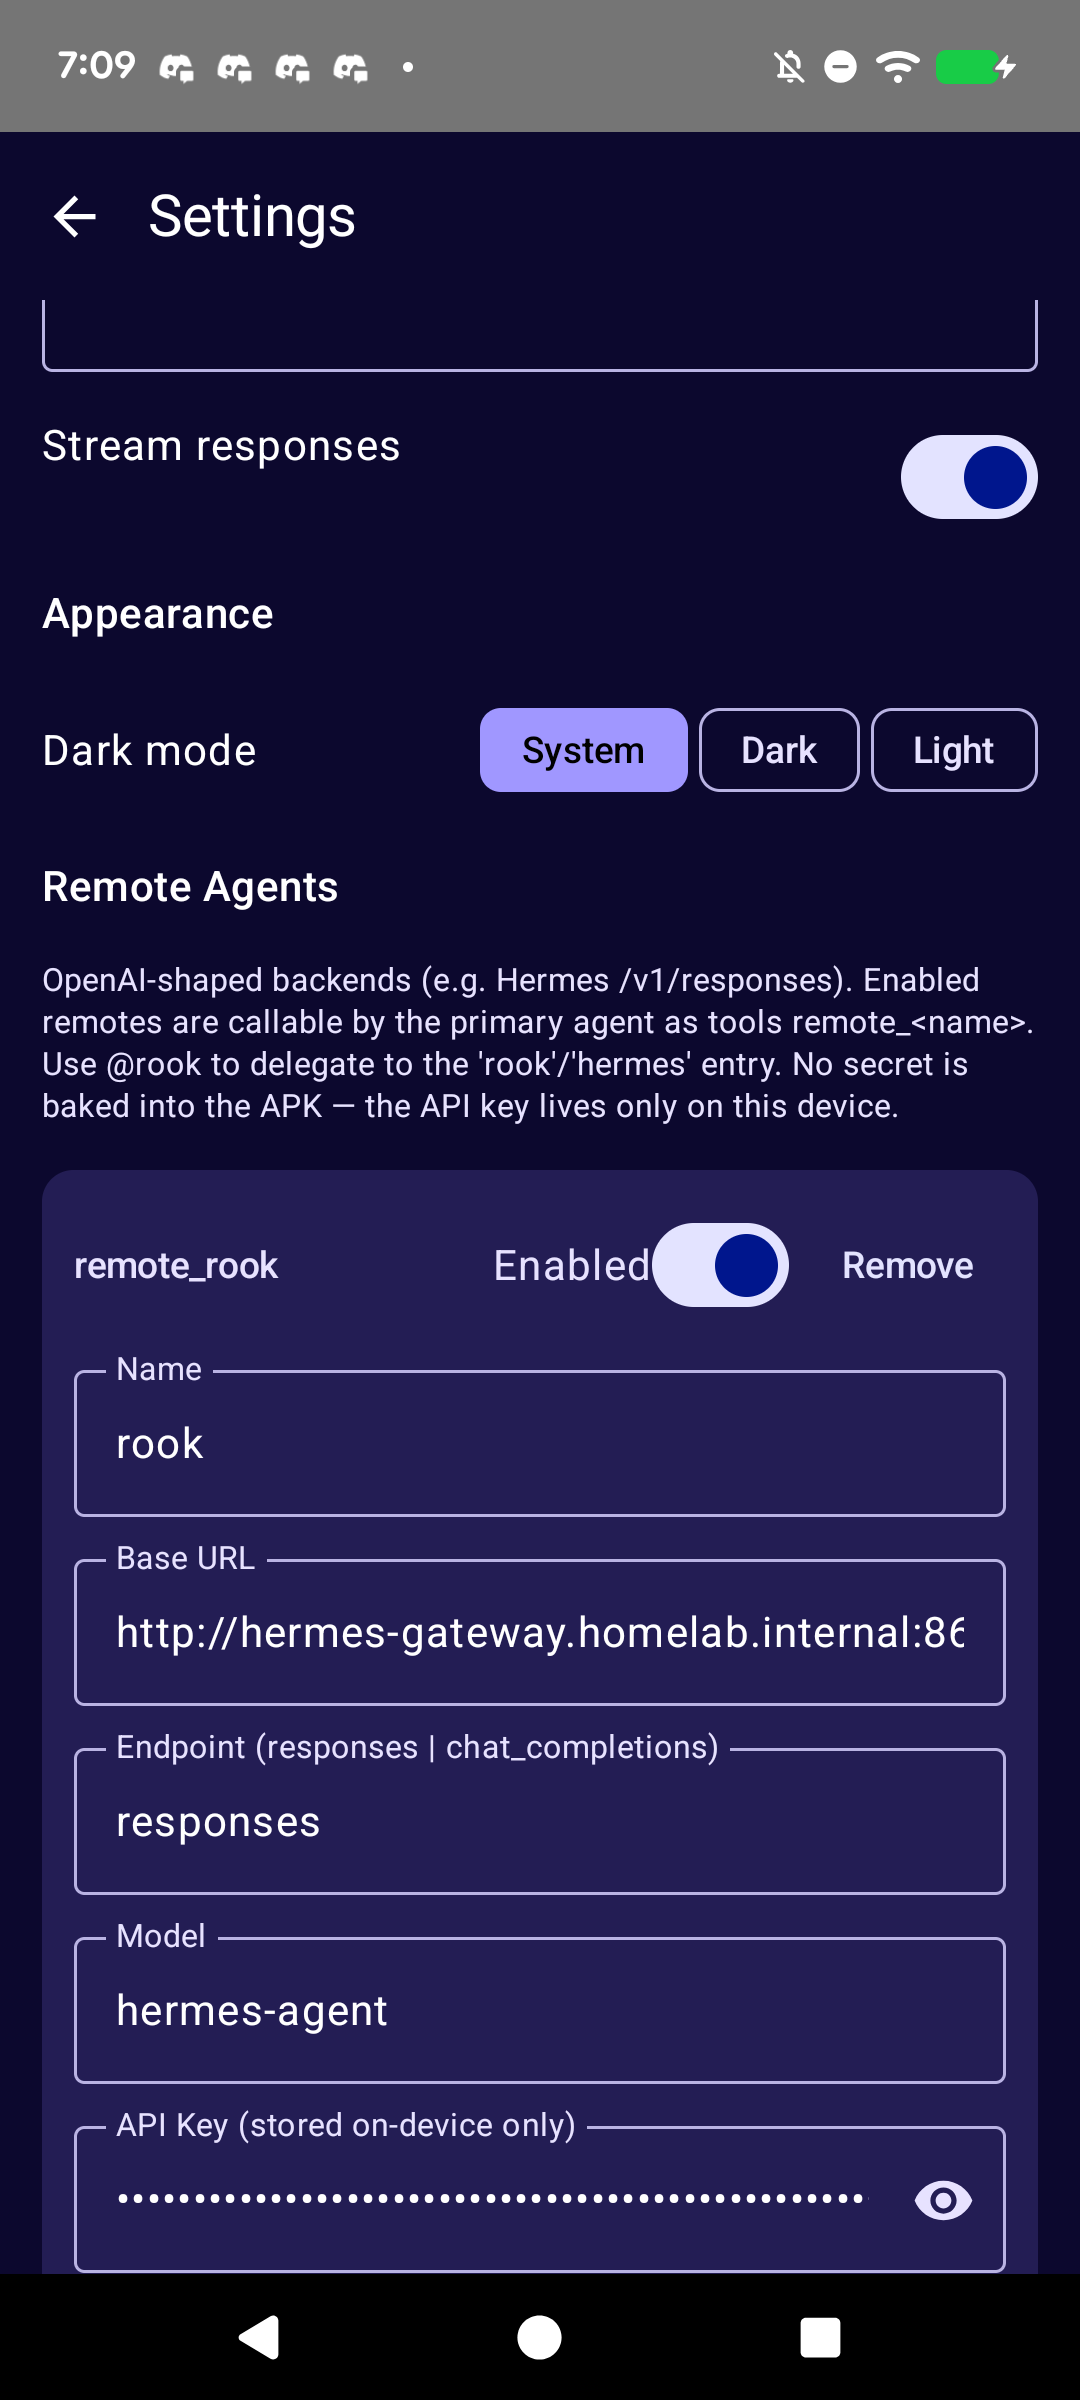 7:09
Settings
Stream responses
Appearance
Dark mode
System
Dark
Light
Remote Agents
OpenAI-shaped backends (e.g. Hermes /v1/responses). Enabled
remotes are callable by the primary agent as tools remote_<name>.
Use @rook to delegate to the 'rook'/'hermes' entry. No secret is
baked into the APK — the API key lives only on this device.
remote_rook
Enabled
Remove
Name
rook
Base URL
http://hermes-gateway.homelab.internal:86
Endpoint (responses | chat_completions)
responses
Model
hermes-agent
API Key (stored on-device only)